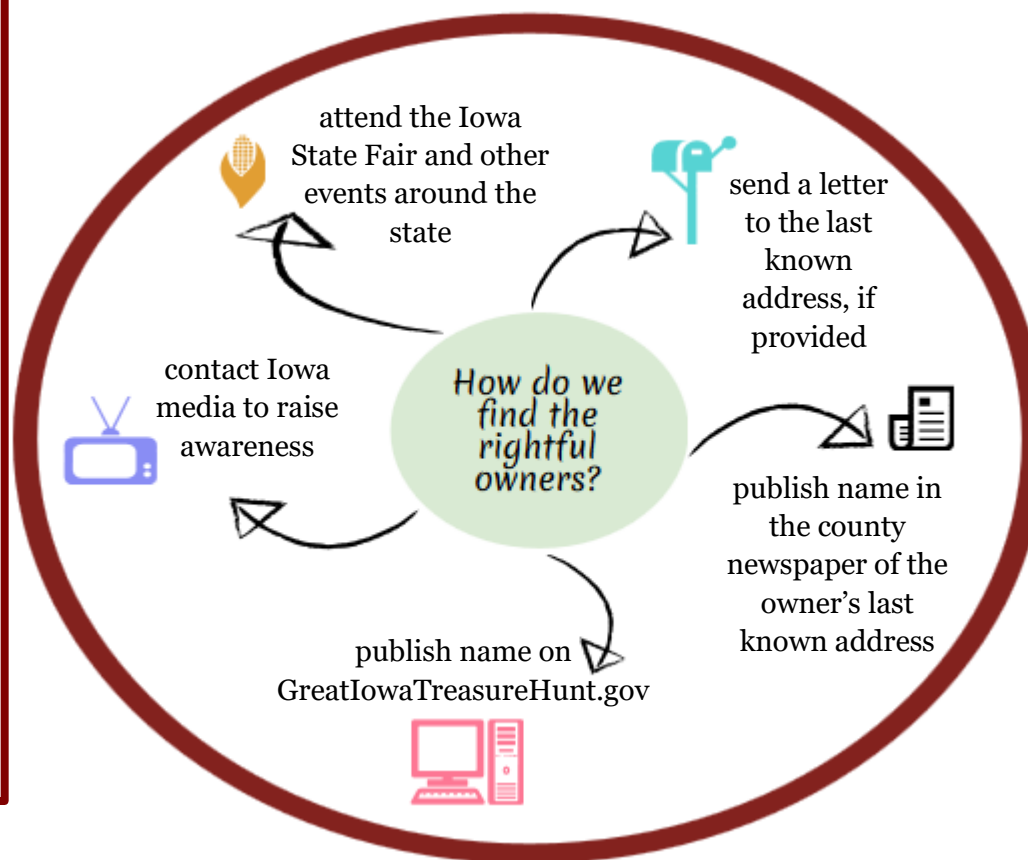 How do we
find the
rightful
owners?
attend the Iowa
State Fair and other
events around the
state
send a letter
to the last
known
address, if
provided
publish name in
the county
newspaper of the
owner’s last
known address
publish name on
GreatIowaTreasureHunt.gov
contact Iowa
media to raise
awareness